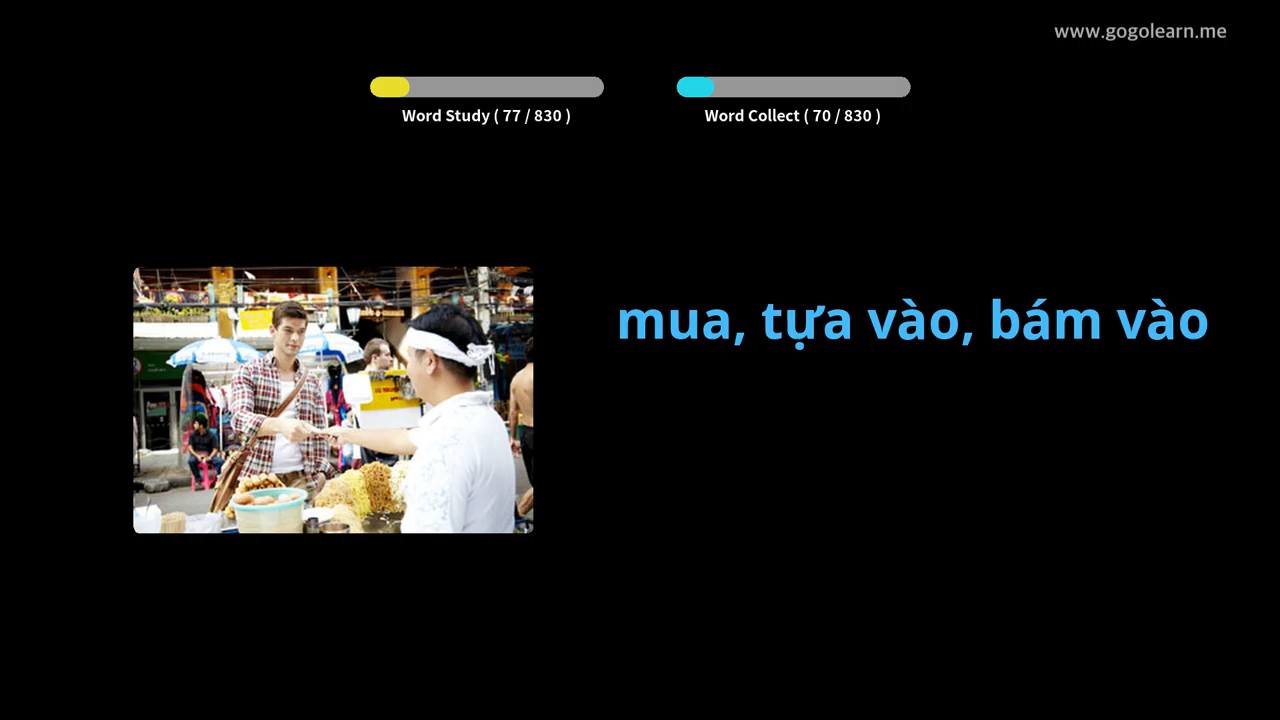 www.gogolearn.me
Word Study ( 77 / 830 )
Word Collect ( 70 / 830 )
mua, tựa vào, bám vào